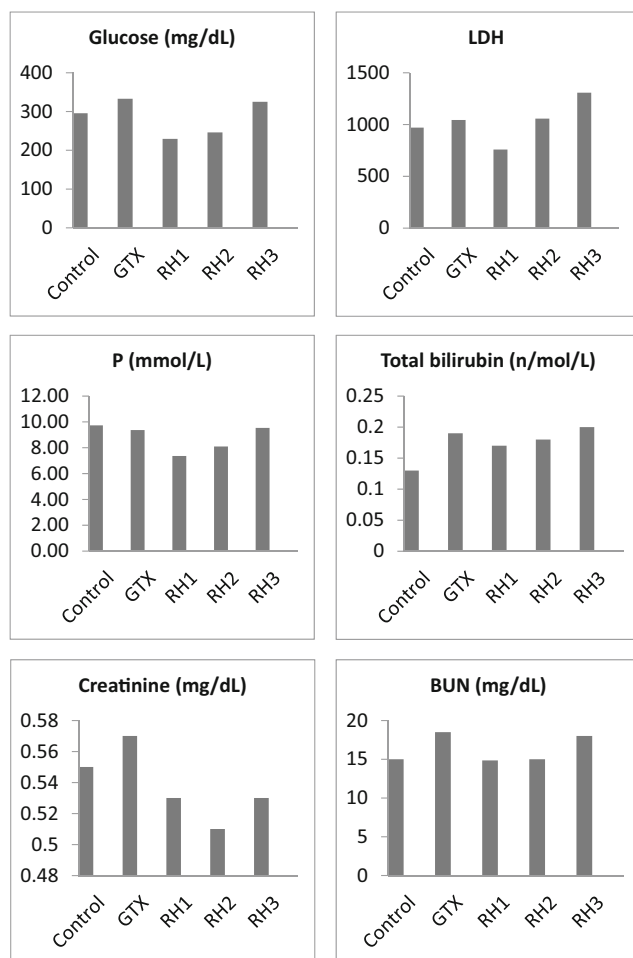 Glucose (mg/dL)
400
300
200
100
0
Control
GTX
RH1
RH2
RH3
LDH
1500
1000
500
0
Control
GTX
RH1
RH2
RH3
P (mmol/L)
12.00
10.00
8.00
6.00
4.00
2.00
0.00
Control
GTX
RH1
RH2
RH3
Total bilirubin (n/mol/L)
0.25
0.2
0.15
0.1
0.05
0
Control
GTX
RH1
RH2
RH3
Creatinine (mg/dL)
0.58
0.56
0.54
0.52
0.5
0.48
Control
GTX
RH1
RH2
RH3
BUN (mg/dL)
20
15
10
5
0
Control
GTX
RH1
RH2
RH3